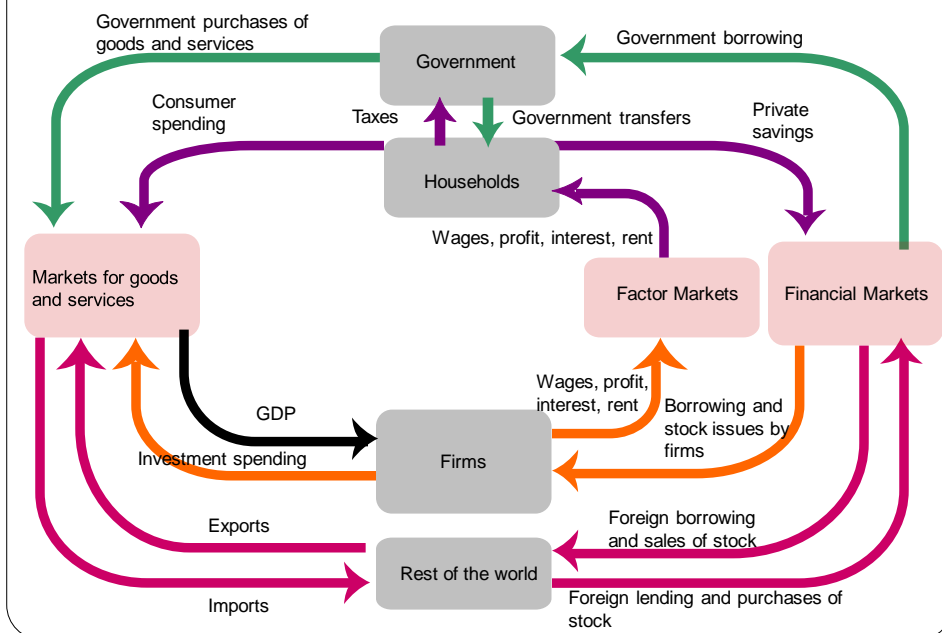 Government purchases of
goods and services
Government
Government borrowing
Consumer
spending
Taxes
Government transfers
Private
savings
Households
Wages, profit, interest, rent
Markets for goods
and services
Factor Markets
Financial Markets
GDP
Wages, profit,
interest, rent
Borrowing and
stock issues by
firms
Investment spending
Firms
Exports
Foreign borrowing
and sales of stock
Rest of the world
Imports
Foreign lending and purchases of
stock